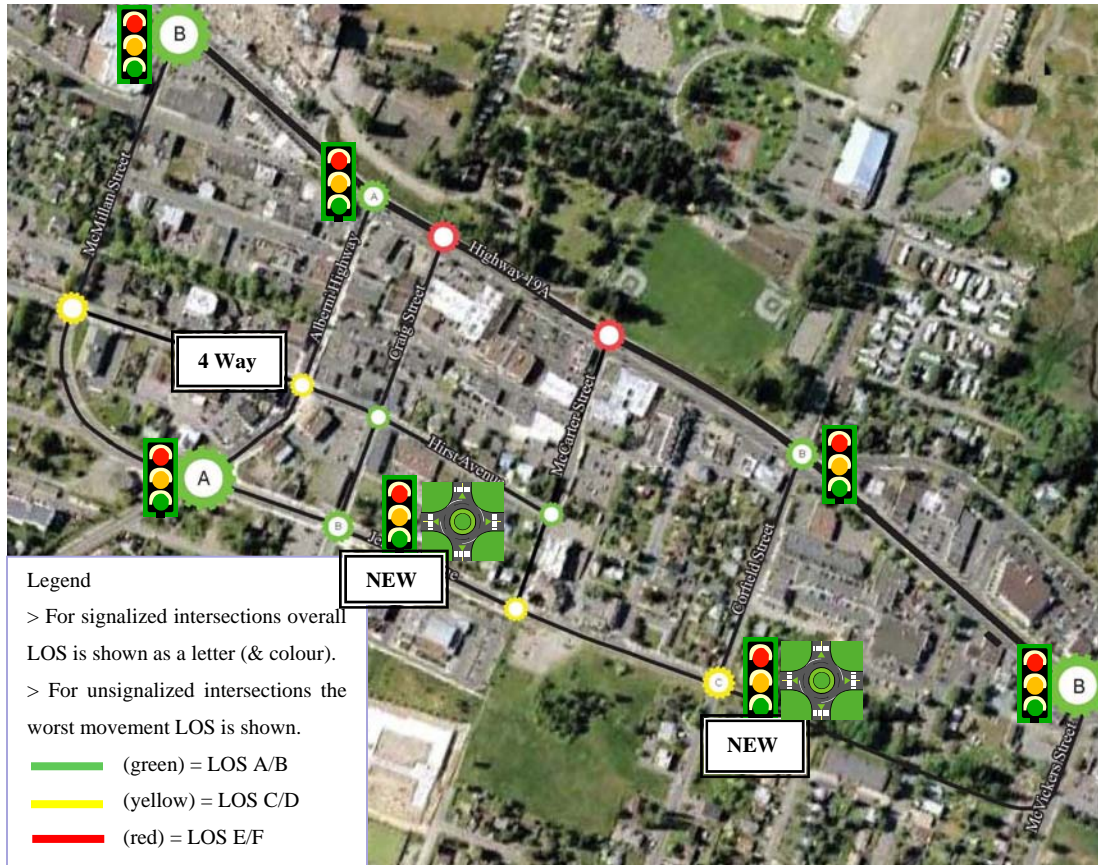 B
McMillan Street
A
Alberni Highway
Craig Street
Highway 19A
4 Way
McCarter Street
Hirst Avenue
B
A
B
NEW
Corfield Street
C
NEW
B
McVickers Street
Legend
> For signalized intersections overall
LOS is shown as a letter (& colour).
> For unsignalized intersections the
worst movement LOS is shown.
(green) = LOS A/B
(yellow) = LOS C/D
(red) = LOS E/F